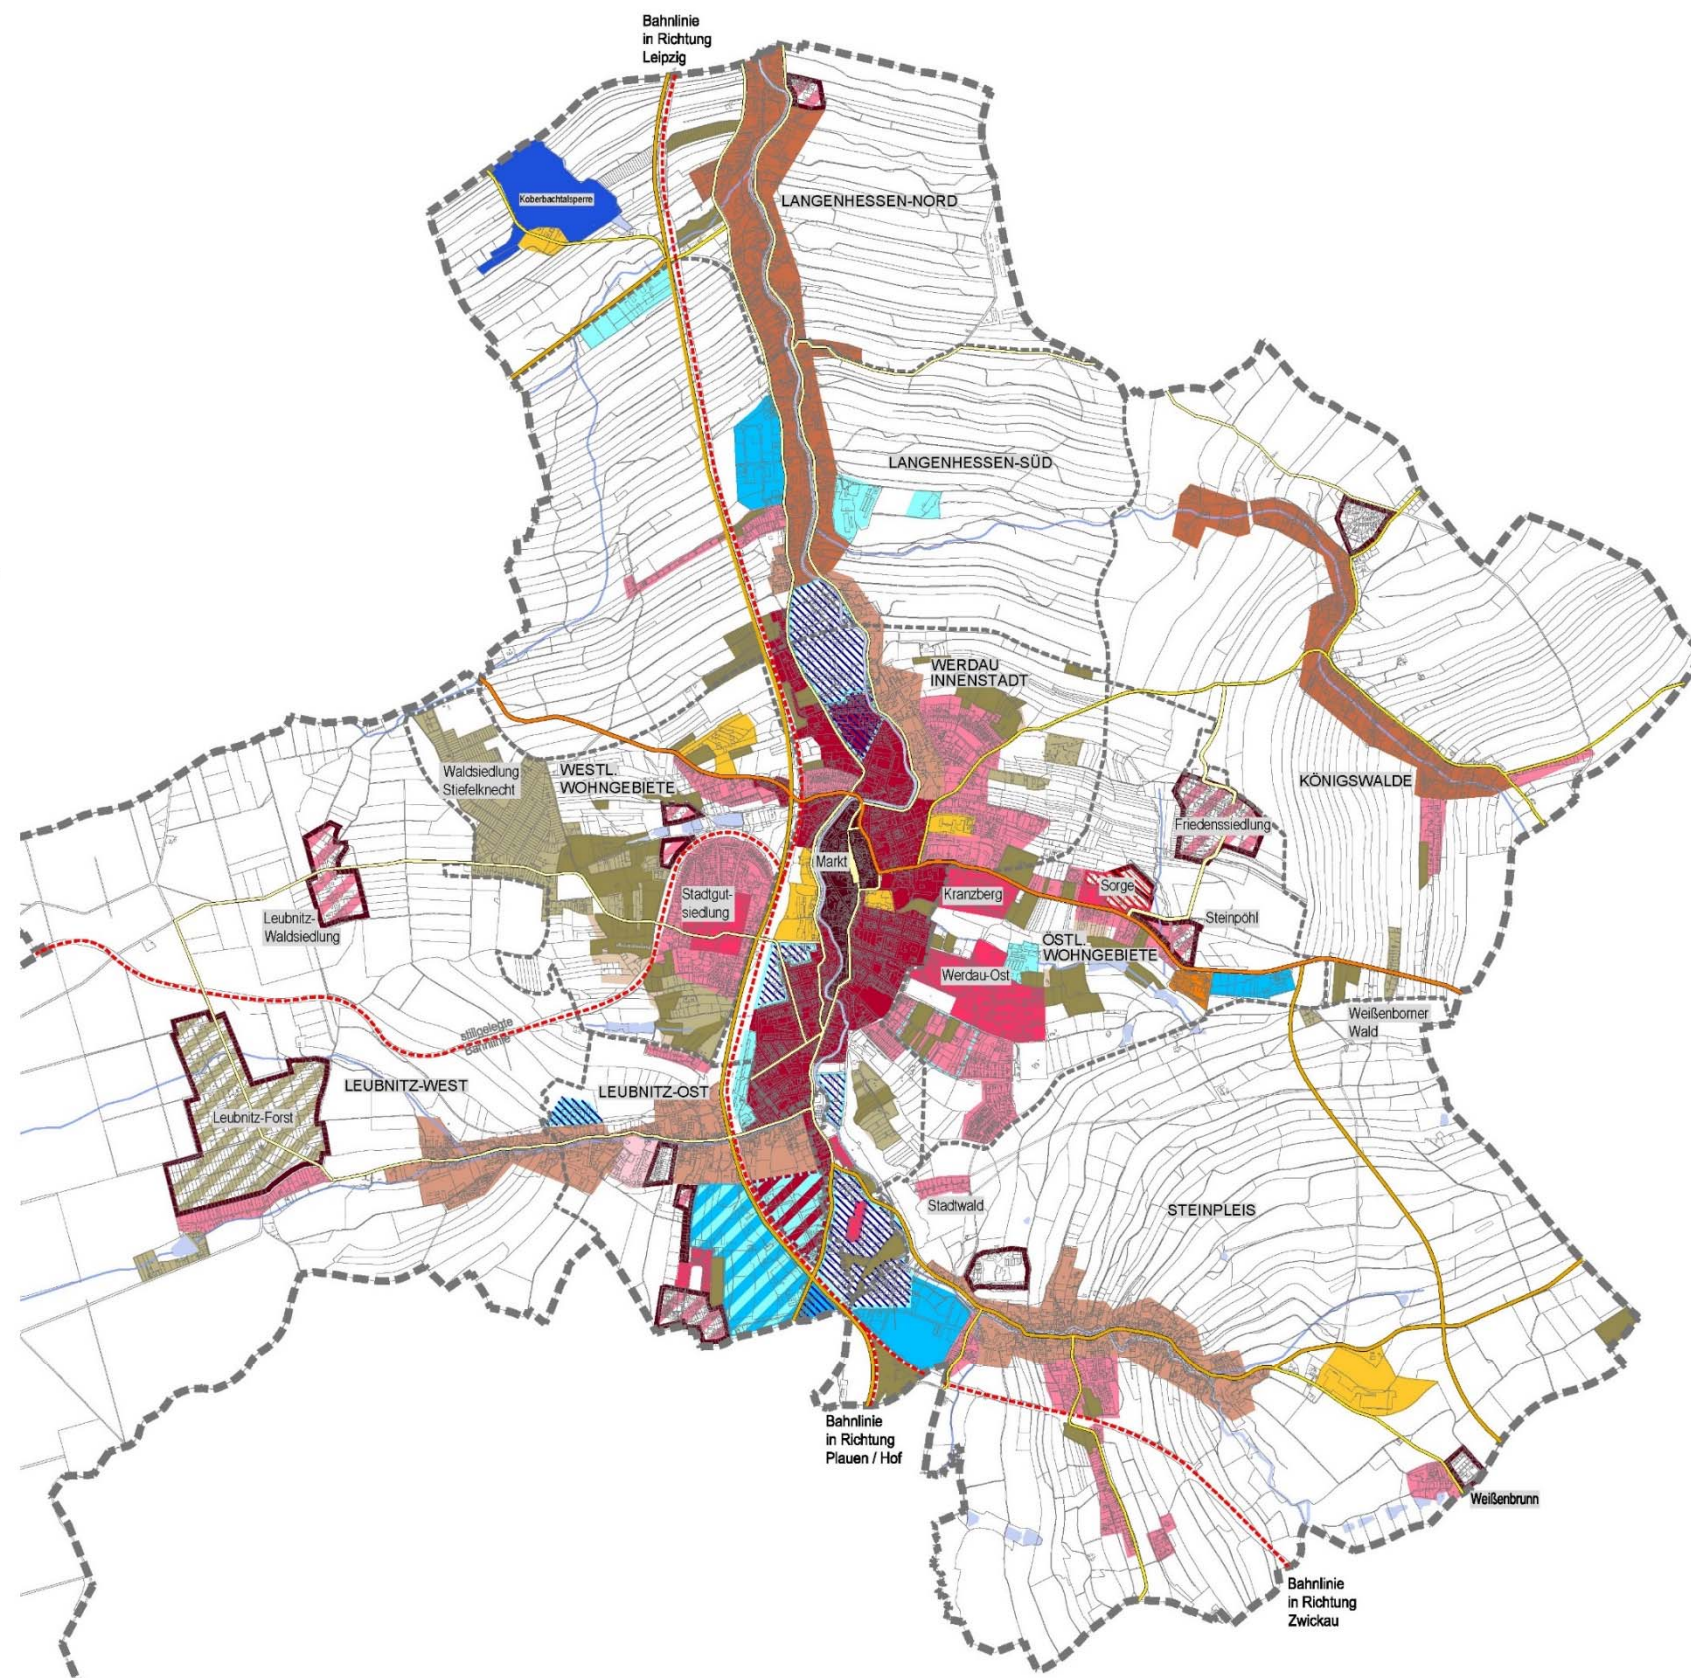 Bahnlinie
in Richtung
Leipzig
Koberbachtalsperre
LANGENHESSEN-NORD
LANGENHESSEN-SÜD
WERDAU
INNENSTADT
Waldsiedlung
Stiefelknecht
WESTL.
WOHNGEBIETE
KÖNIGSWALDE
Friedenssiedlung
Markt
Stadtgut-
siedlung
Kranzberg
Sorge
Leubnitz-
Waldsiedlung
Steinpöhl
ÖSTL.
WOHNGEBIETE
Werdau-Ost
Weißenborner
Wald
stillgelegte
Bahnlinie
LEUBNITZ-WEST
LEUBNITZ-OST
Leubnitz-Forst
Stadtwald
STEINPLEIS
Bahnlinie
in Richtung
Plauen / Hof
Weißenbrunn
Bahnlinie
in Richtung
Zwickau